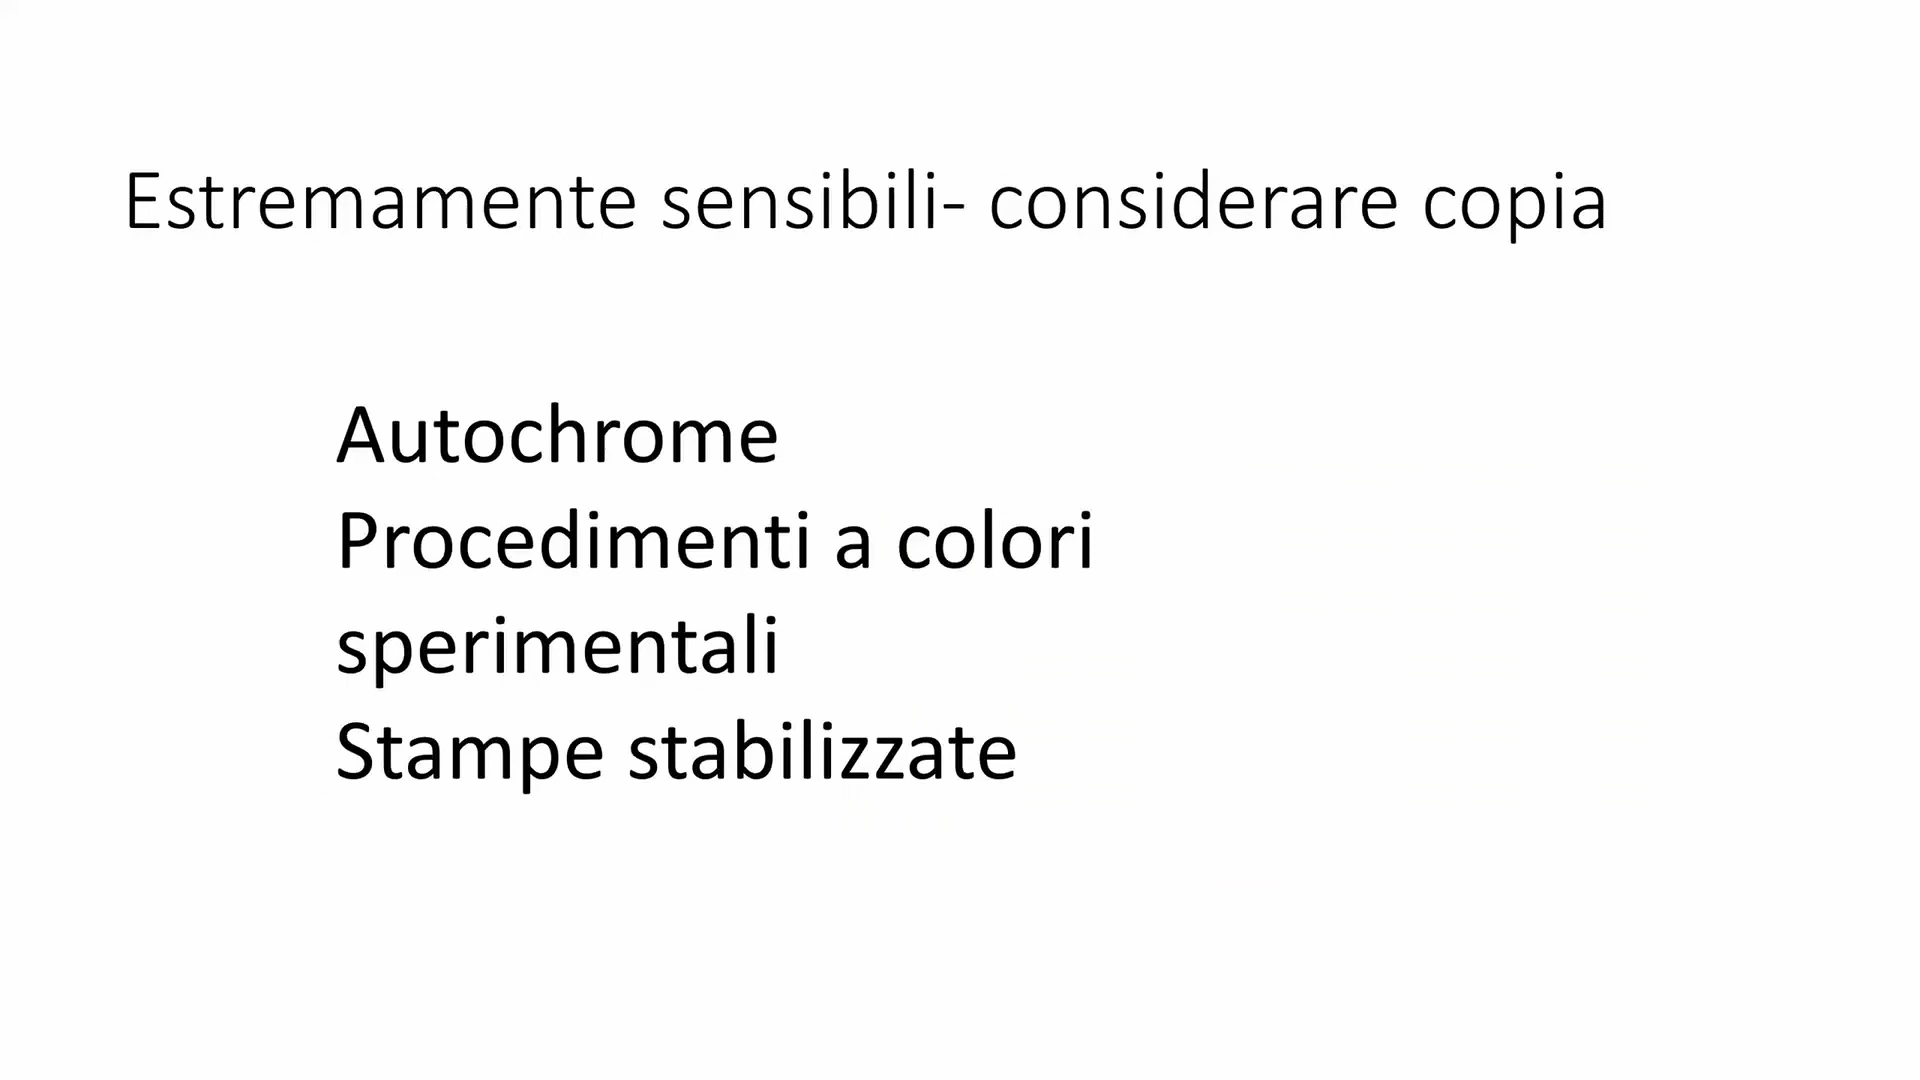 Estremamente sensibili- considerare copia
Autochrome
Procedimenti a colori
sperimentali
Stampe stabilizzate